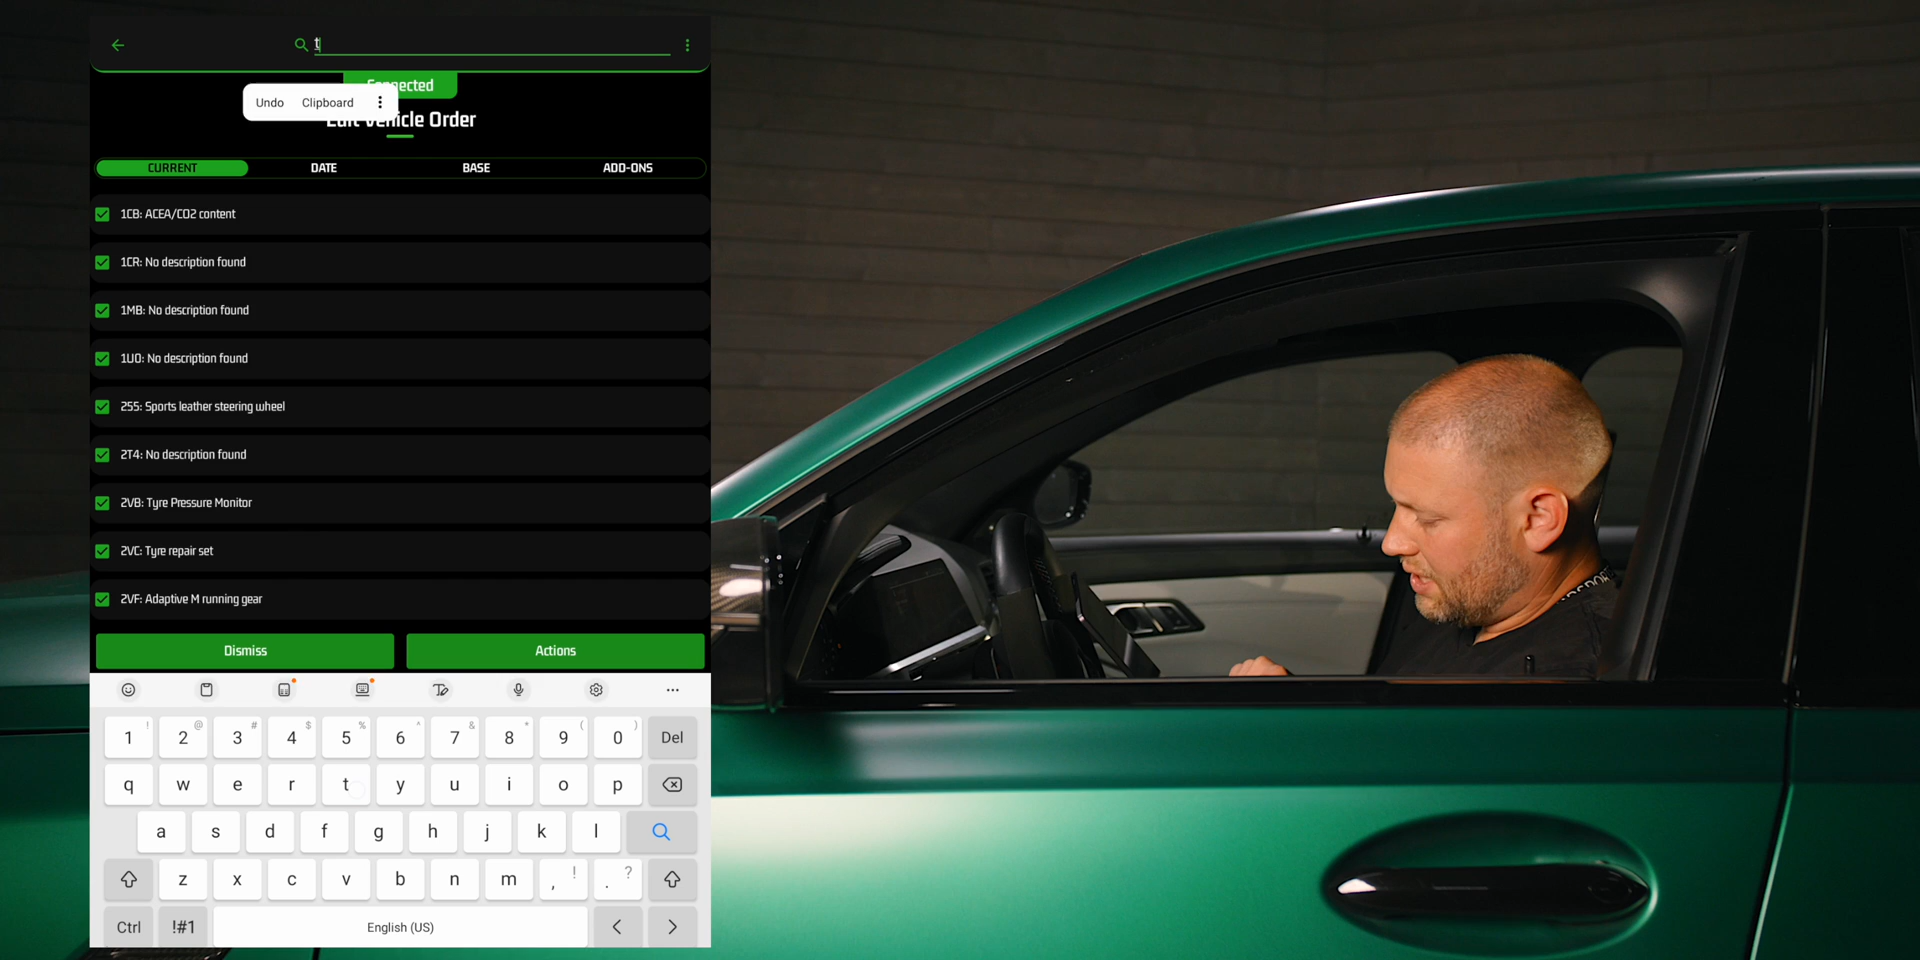 t
Connected
Undo Clipboard
Edit Vehicle Order
CURRENT DATE BASE ADD-ONS
1CB: ACEA/CO2 content
1CR: No description found
1MB: No description found
1U0: No description found
255: Sports leather steering wheel
2T4: No description found
2VB: Tyre Pressure Monitor
2VC: Tyre repair set
2VF: Adaptive M running gear
Dismiss Actions
! @ # $ % ^ & * ( )
1 2 3 4 5 6 7 8 9 0 Del
q w e r t y u i o p
a s d f g h j k l
z x c v b n m , ! . ?
Ctrl !#1 English (US) < >